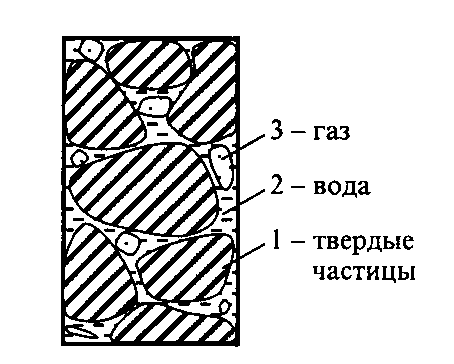 3 – газ
2 – вода
1 – твердые
частицы